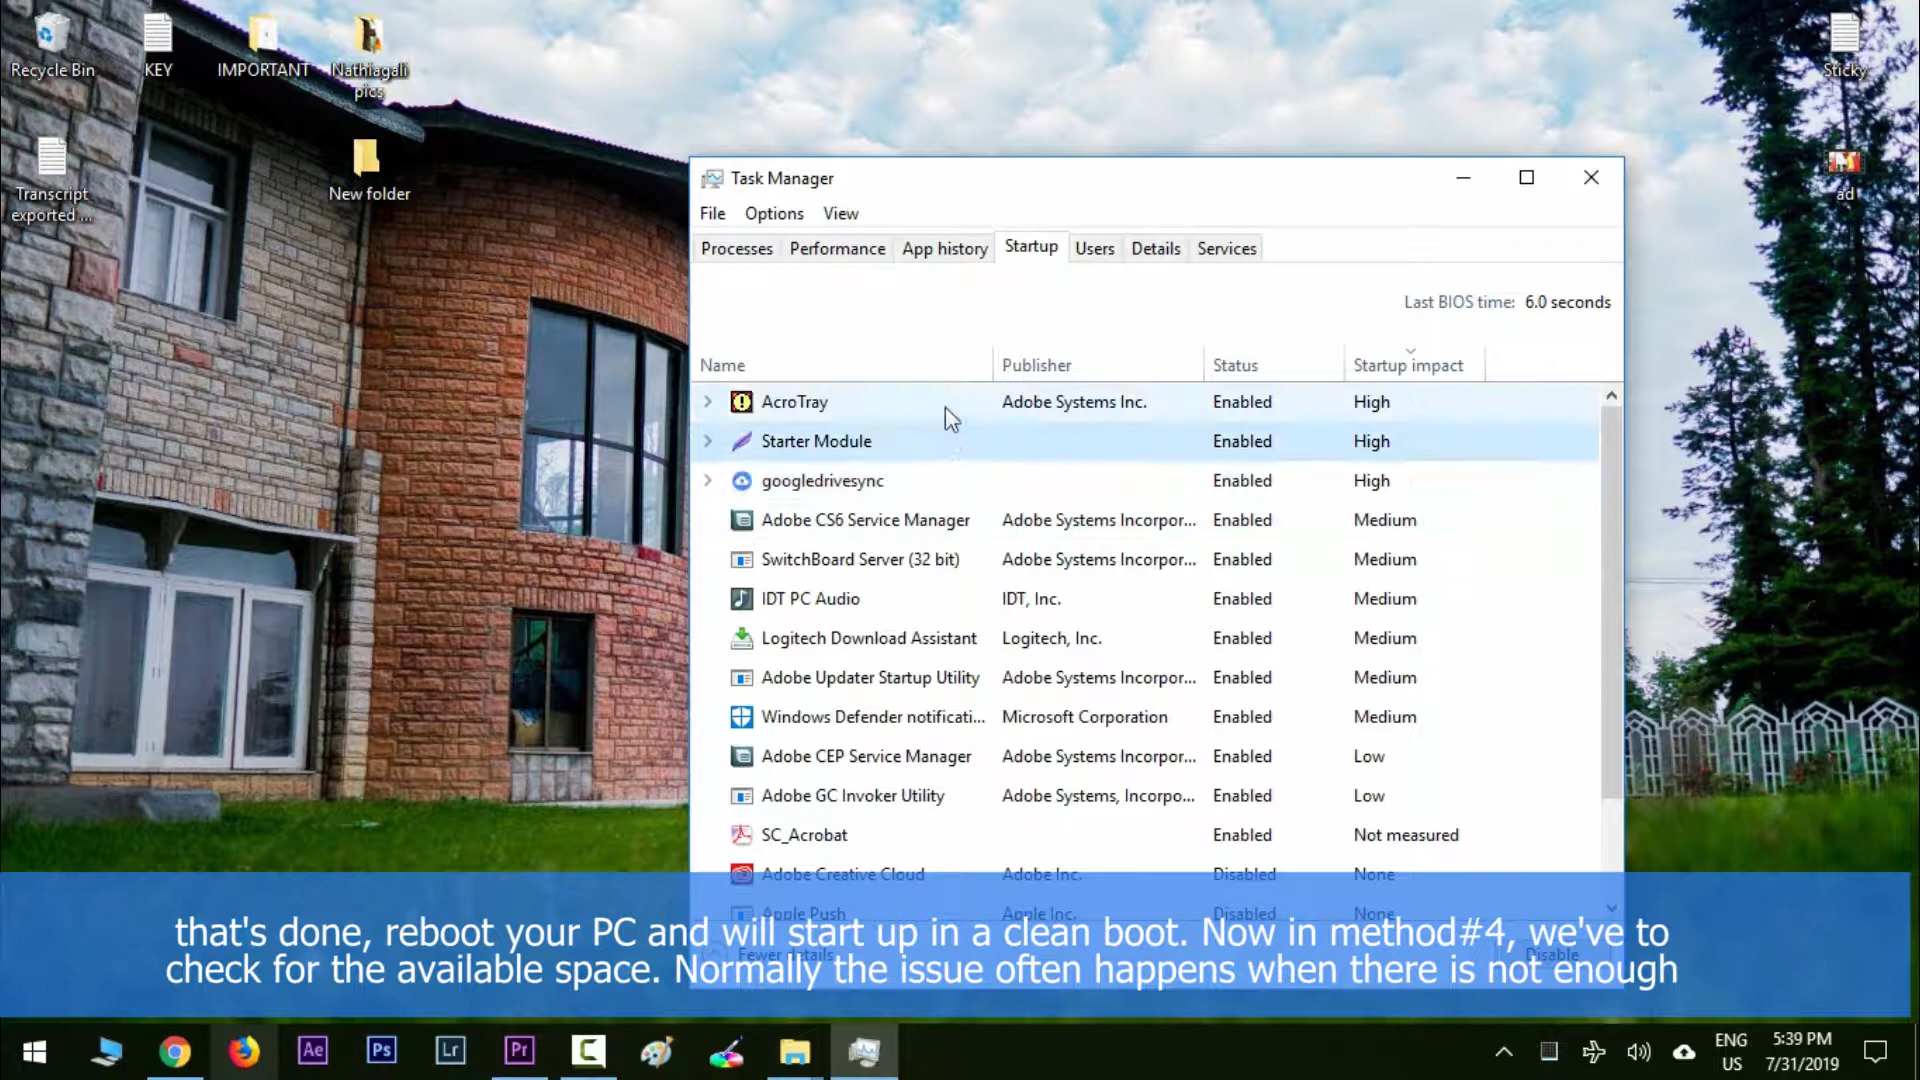 Recycle Bin
KEY
IMPORTANT
Nathiagali
pics
Sticky
Transcript
exported ...
New folder
ad
Task Manager
File Options View
Processes Performance App history Startup Users Details Services
Last BIOS time: 6.0 seconds
Name Publisher Status Startup impact
AcroTray Adobe Systems Inc. Enabled High
Starter Module Enabled High
googledrivesync Enabled High
Adobe CS6 Service Manager Adobe Systems Incorpor... Enabled Medium
SwitchBoard Server (32 bit) Adobe Systems Incorpor... Enabled Medium
IDT PC Audio IDT, Inc. Enabled Medium
Logitech Download Assistant Logitech, Inc. Enabled Medium
Adobe Updater Startup Utility Adobe Systems Incorpor... Enabled Medium
Windows Defender notificati... Microsoft Corporation Enabled Medium
Adobe CEP Service Manager Adobe Systems Incorpor... Enabled Low
Adobe GC Invoker Utility Adobe Systems, Incorpo... Enabled Low
SC_Acrobat Enabled Not measured
Adobe Creative Cloud Adobe Inc. Disabled None
Apple Push Apple Inc. Disabled None
Fewer details Disable
that's done, reboot your PC and will start up in a clean boot. Now in method#4, we've to
check for the available space. Normally the issue often happens when there is not enough
Ae Ps Lr Pr
ENG
US
5:39 PM
7/31/2019